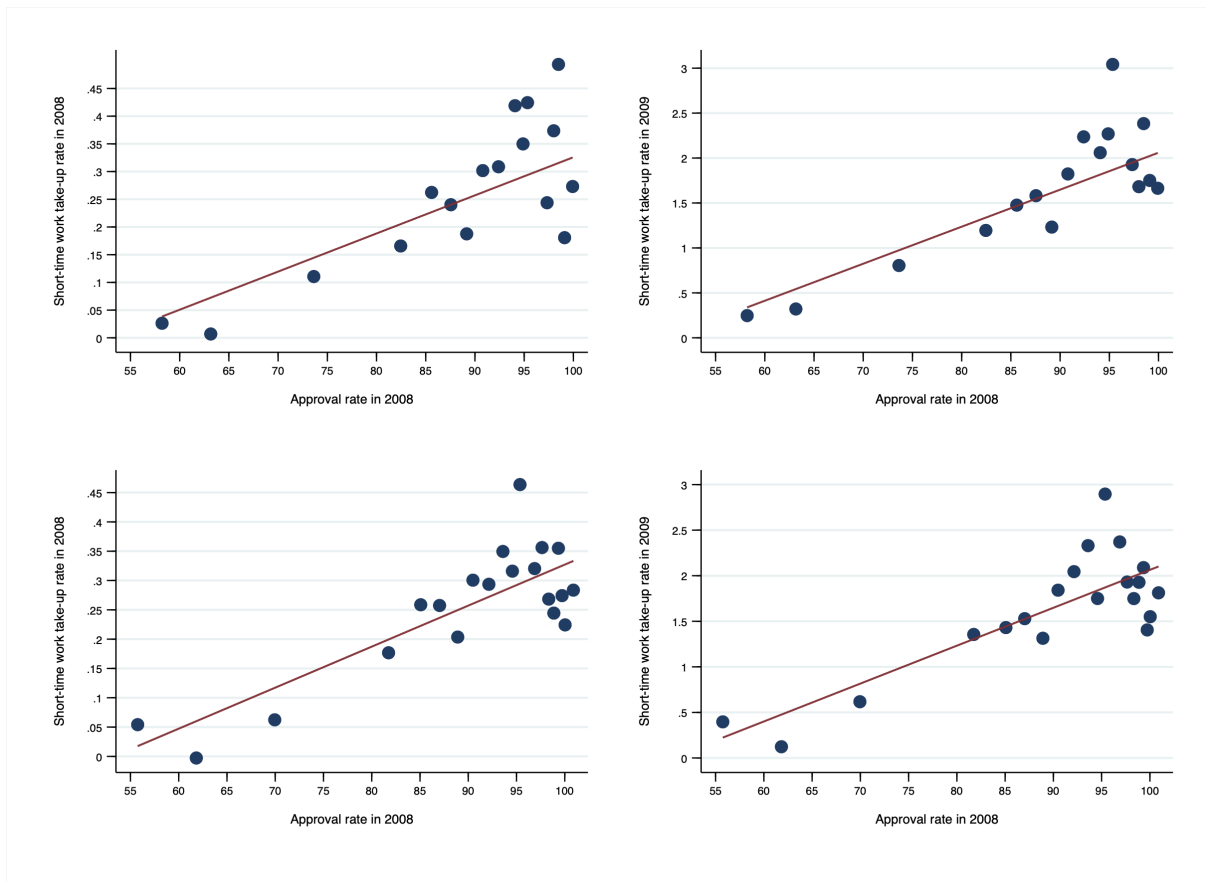 Short-time work take-up rate in 2008
.45
.4
.35
.3
.25
.2
.15
.1
.05
0
55 60 65 70 75 80 85 90 95 100
Approval rate in 2008
Short-time work take-up rate in 2009
3
2.5
2
1.5
1
.5
0
55 60 65 70 75 80 85 90 95 100
Approval rate in 2008
Short-time work take-up rate in 2008
.45
.4
.35
.3
.25
.2
.15
.1
.05
0
55 60 65 70 75 80 85 90 95 100
Approval rate in 2008
Short-time work take-up rate in 2009
3
2.5
2
1.5
1
.5
0
55 60 65 70 75 80 85 90 95 100
Approval rate in 2008